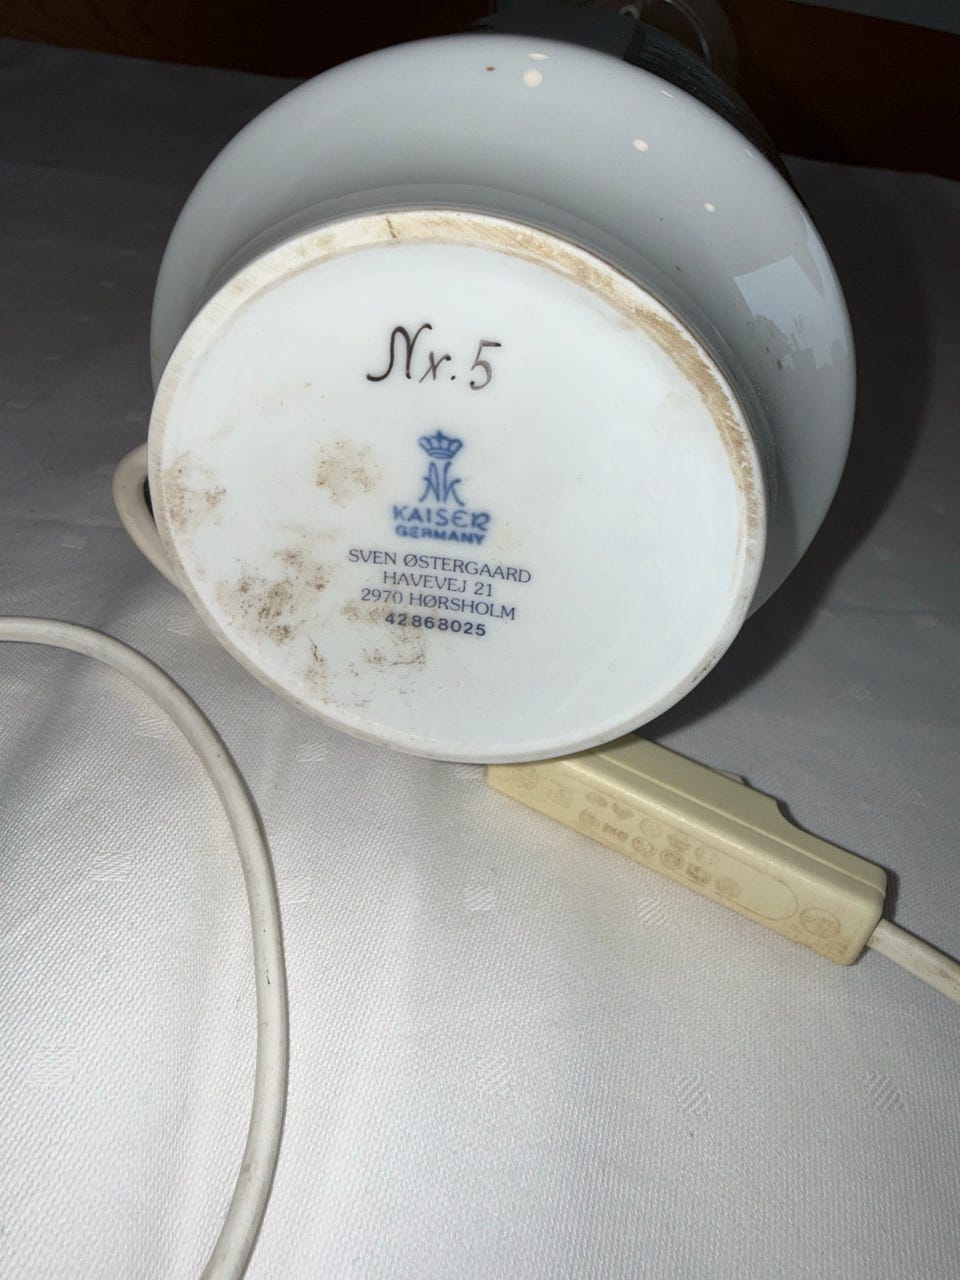 Nr. 5
AK
KAISER
GERMANY
SVEN ØSTERGAARD
HAVEVEJ 21
2970 HØRSHOLM
42868025